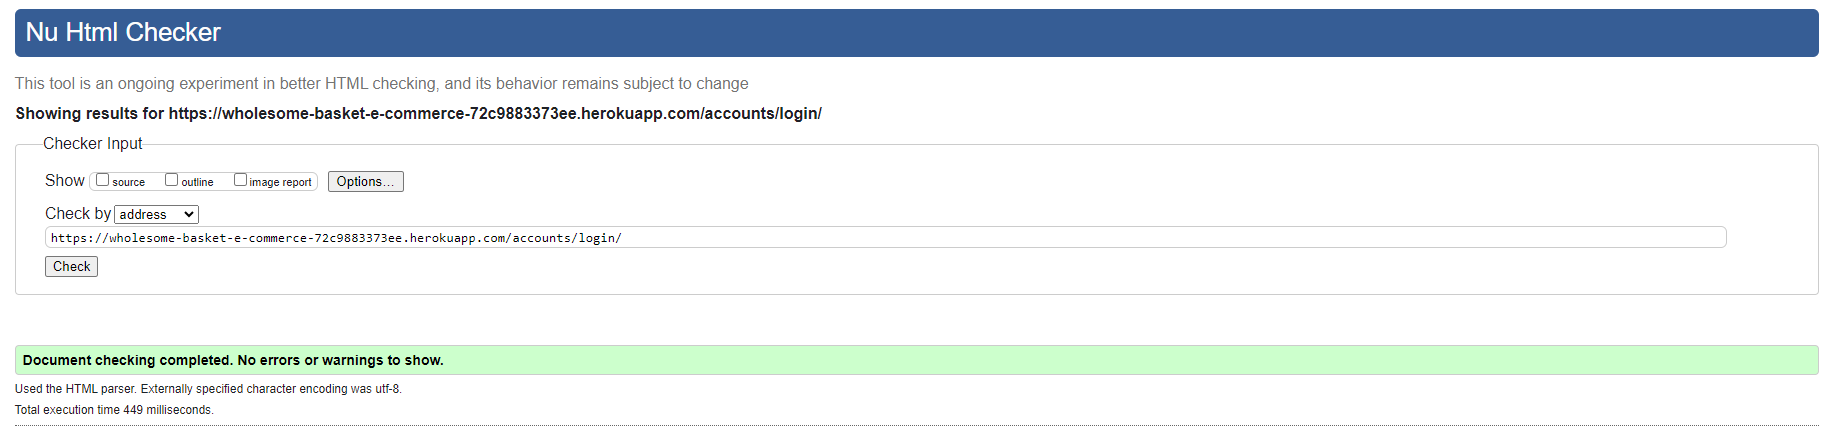 Nu Html Checker
This tool is an ongoing experiment in better HTML checking, and its behavior remains subject to change
Showing results for https://wholesome-basket-e-commerce-72c9883373ee.herokuapp.com/accounts/login/
Checker Input
Show source outline image report Options...
Check by address
https://wholesome-basket-e-commerce-72c9883373ee.herokuapp.com/accounts/login/
Check
Document checking completed. No errors or warnings to show.
Used the HTML parser. Externally specified character encoding was utf-8.
Total execution time 449 milliseconds.